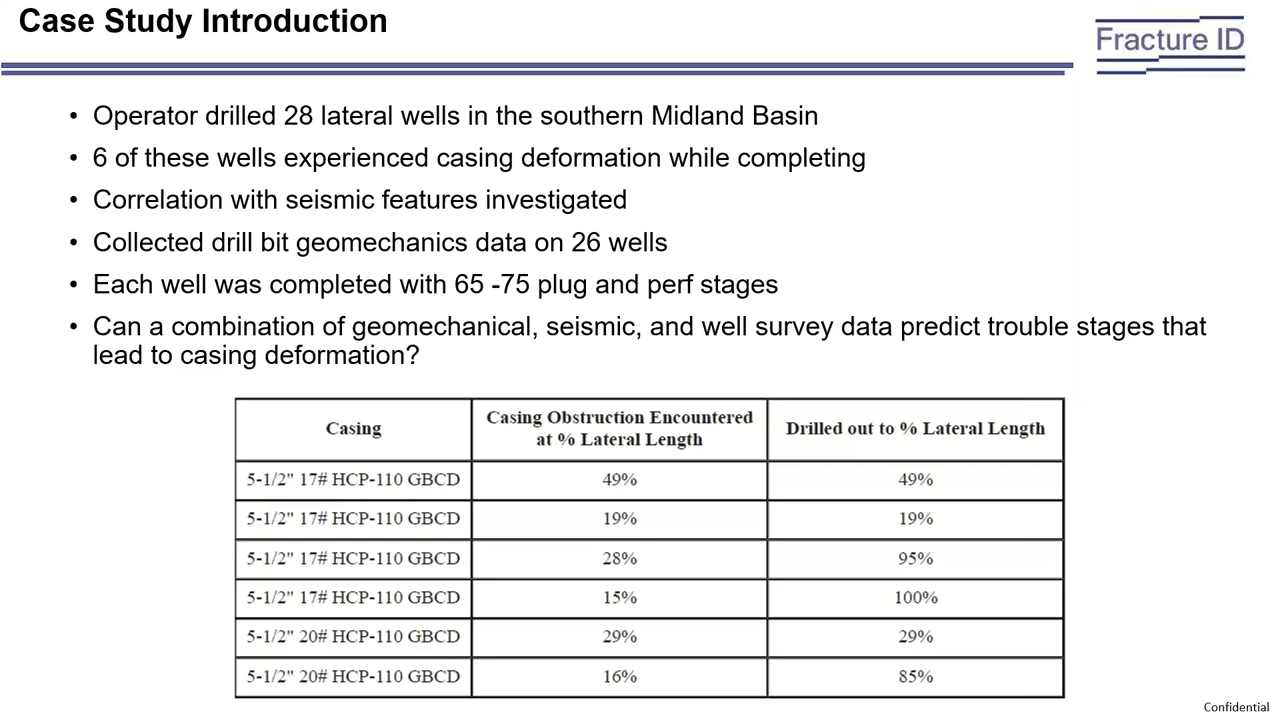 Case Study Introduction
Fracture ID
• Operator drilled 28 lateral wells in the southern Midland Basin
• 6 of these wells experienced casing deformation while completing
• Correlation with seismic features investigated
• Collected drill bit geomechanics data on 26 wells
• Each well was completed with 65 -75 plug and perf stages
• Can a combination of geomechanical, seismic, and well survey data predict trouble stages that
lead to casing deformation?
Casing | Casing Obstruction Encountered at % Lateral Length | Drilled out to % Lateral Length
5-1/2" 17# HCP-110 GBCD | 49% | 49%
5-1/2" 17# HCP-110 GBCD | 19% | 19%
5-1/2" 17# HCP-110 GBCD | 28% | 95%
5-1/2" 17# HCP-110 GBCD | 15% | 100%
5-1/2" 20# HCP-110 GBCD | 29% | 29%
5-1/2" 20# HCP-110 GBCD | 16% | 85%
Confidential